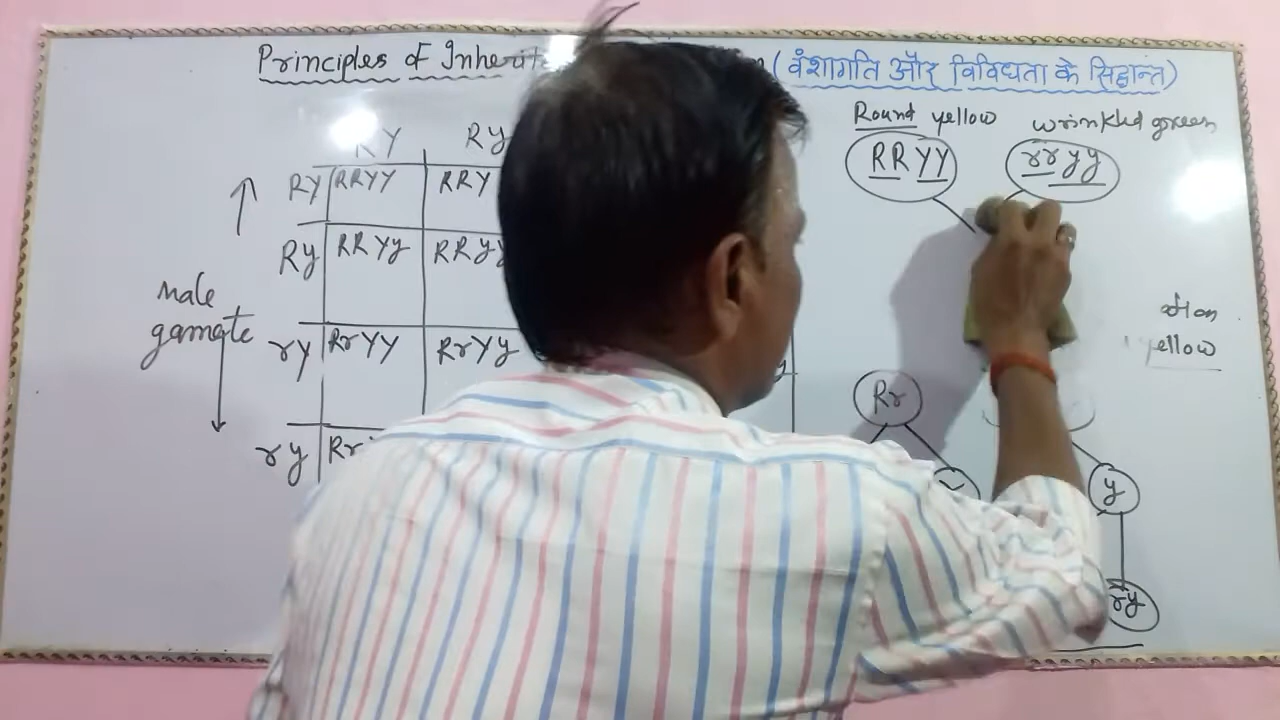 Principles of Inherit (वंशागति और विविधता के सिद्धान्त)
Round yellow wrinkled green
RRYY rryy
RY Ry
RY RRYY RRY
Ry RRYy RRyy
male
gamete
rY RrYY RrYy
ry Rr
yellow
Rr
y
ry